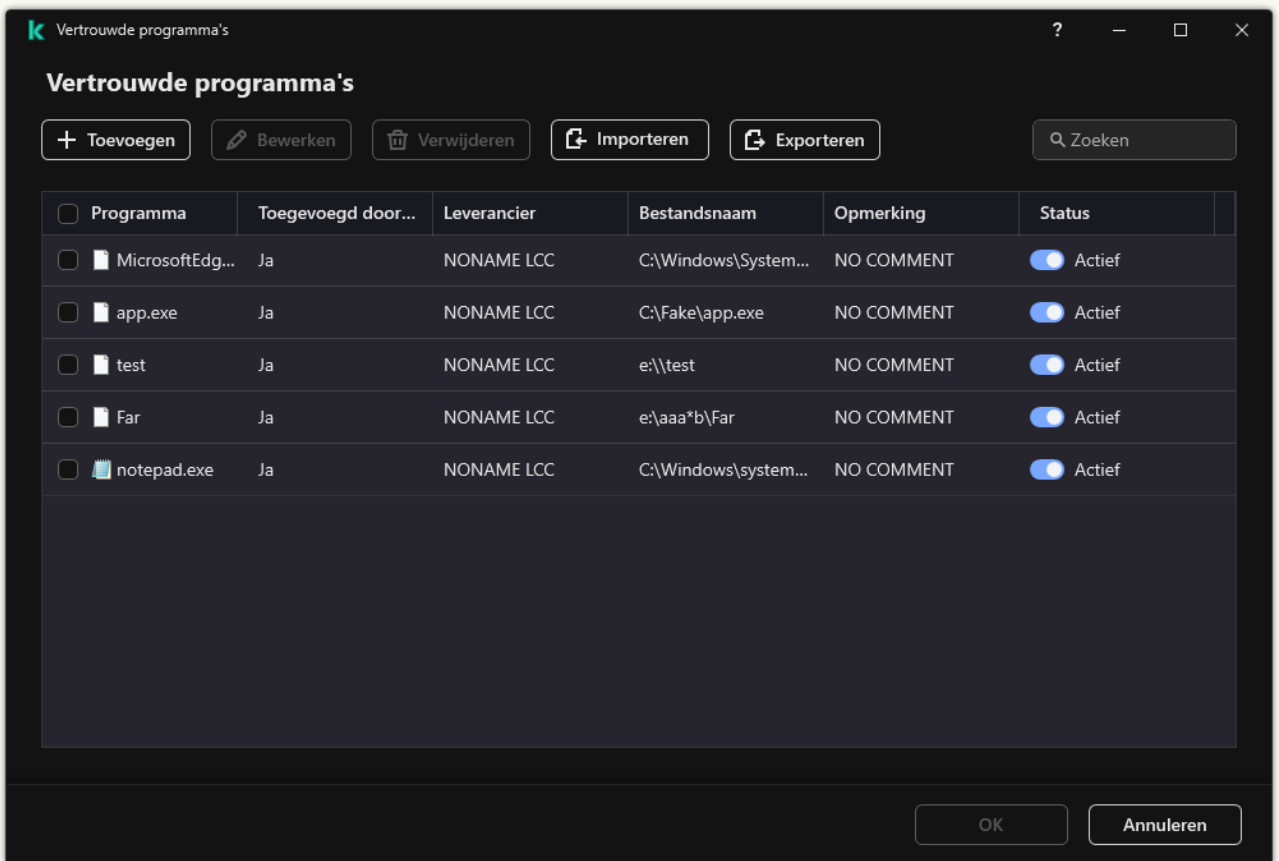 Vertrouwde programma's ?
Vertrouwde programma's
Toevoegen Bewerken Verwijderen Importeren Exporteren Zoeken
Programma Toegevoegd door... Leverancier Bestandsnaam Opmerking Status
MicrosoftEdg... Ja NONAME LCC C:\Windows\System... NO COMMENT Actief
app.exe Ja NONAME LCC C:\Fake\app.exe NO COMMENT Actief
test Ja NONAME LCC e:\\test NO COMMENT Actief
Far Ja NONAME LCC e:\aaa*b\Far NO COMMENT Actief
notepad.exe Ja NONAME LCC C:\Windows\system... NO COMMENT Actief
OK Annuleren